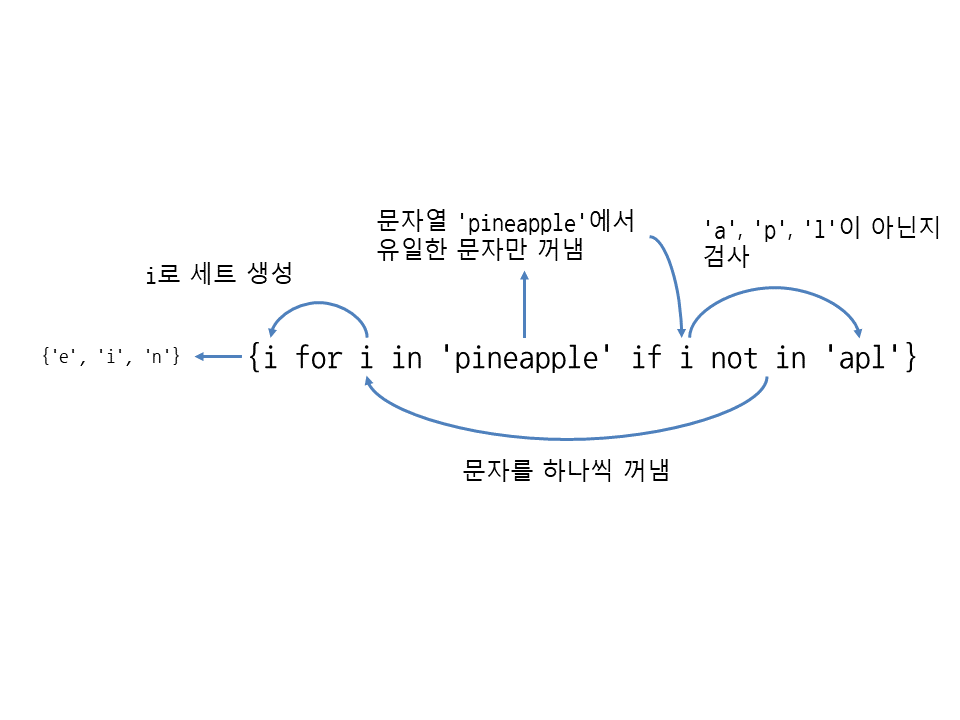 문자열 'pineapple'에서
유일한 문자만 꺼냄
'a', 'p', 'l'이 아닌지
검사
i로 세트 생성
{'e', 'i', 'n'}
{i for i in 'pineapple' if i not in 'apl'}
문자를 하나씩 꺼냄